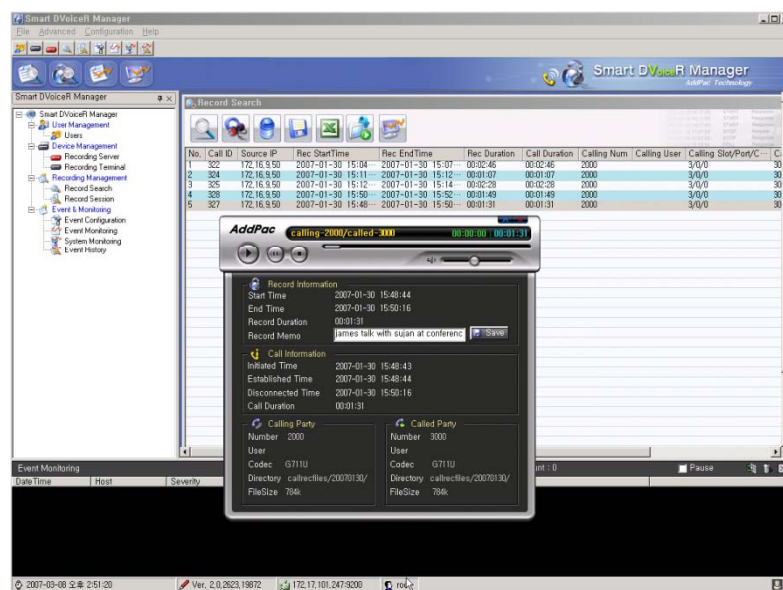 Smart DVoiceR Manager
File Advanced Configuration Help
Smart DVoiceR Manager
AddPac Technology
Smart DVoiceR Manager
Smart DVoiceR Manager
User Management
Users
Device Management
Recording Server
Recording Terminal
Recording Management
Record Search
Record Session
Event & Monitoring
Event Configuration
Event Monitoring
System Monitoring
Event History
Record Search
No. Call ID Source IP Rec StartTime Rec EndTime Rec Duration Call Duration Calling Num Calling User Calling Slot/Port/C...
1 322 172,16,9,50 2007-01-30 15:04... 2007-01-30 15:07... 00:02:46 00:02:46 2000 3/0/0 30
2 324 172,16,9,50 2007-01-30 15:11... 2007-01-30 15:12... 00:01:07 00:01:07 2000 3/0/0 30
3 325 172,16,9,50 2007-01-30 15:12... 2007-01-30 15:14... 00:02:28 00:02:28 2000 3/0/0 30
4 328 172,16,9,50 2007-01-30 15:50... 2007-01-30 15:52... 00:01:49 00:01:49 2000 3/0/0 30
5 327 172,16,9,50 2007-01-30 15:48... 2007-01-30 15:50... 00:01:31 00:01:31 2000 3/0/0 30
AddPac calling-2000/called-3000 00:00:00 00:01:31
Record Information
Start Time 2007-01-30 15:48:44
End Time 2007-01-30 15:50:16
Record Duration 00:01:31
Record Memo james talk with sujan at conferenc Save
Call Information
Initiated Time 2007-01-30 15:48:43
Established Time 2007-01-30 15:48:44
Disconnected Time 2007-01-30 15:50:16
Call Duration 00:01:31
Calling Party
Number 2000
User
Codec G711U
Directory callrecfiles/20070130/
FileSize 784k
Called Party
Number 3000
User
Codec G711U
Directory callrecfiles/20070130/
FileSize 784k
Event Monitoring
unt : 0 Pause
DateTime Host Severity
2007-03-08 오후 2:51:20 Ver, 2,0,2623,19872 172,17,101,247:9200